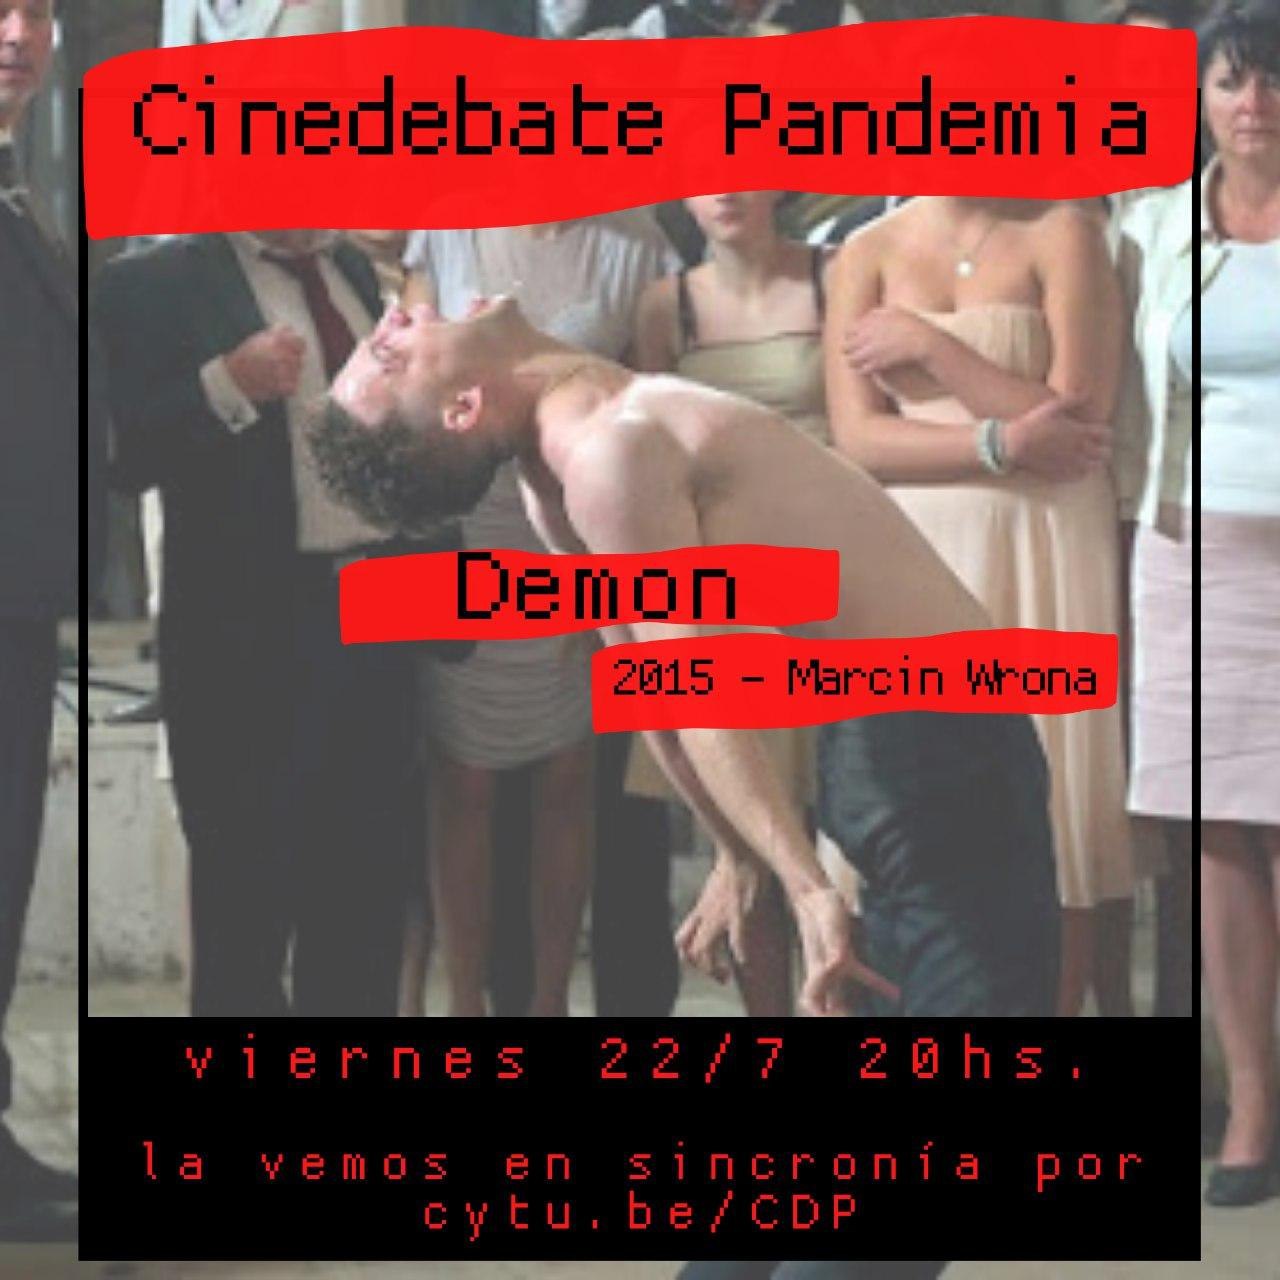 Cinedebate Pandemia
Demon
2015 - Marcin Wrona
viernes 22/7 20hs.
la vemos en sincronía por
cytu.be/CDP